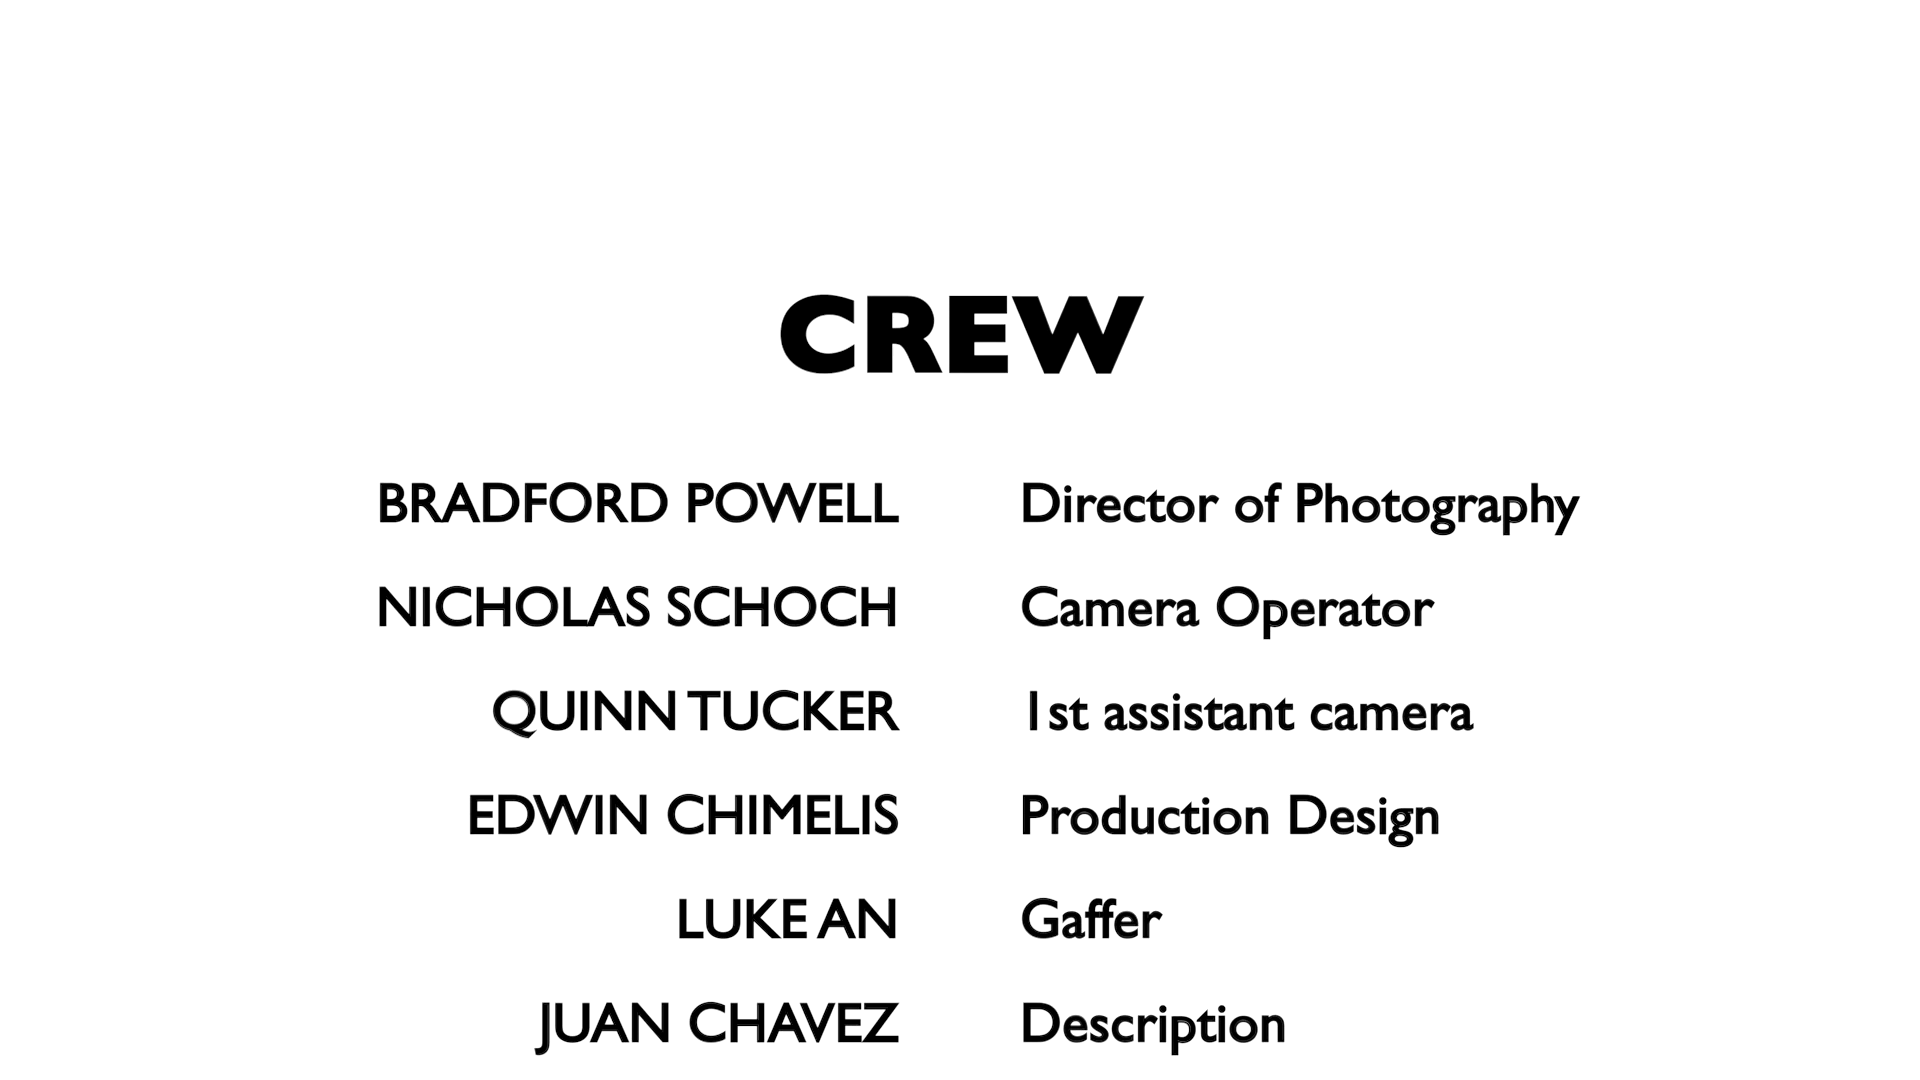 CREW
BRADFORD POWELL Director of Photography
NICHOLAS SCHOCH Camera Operator
QUINN TUCKER 1st assistant camera
EDWIN CHIMELIS Production Design
LUKE AN Gaffer
JUAN CHAVEZ Description